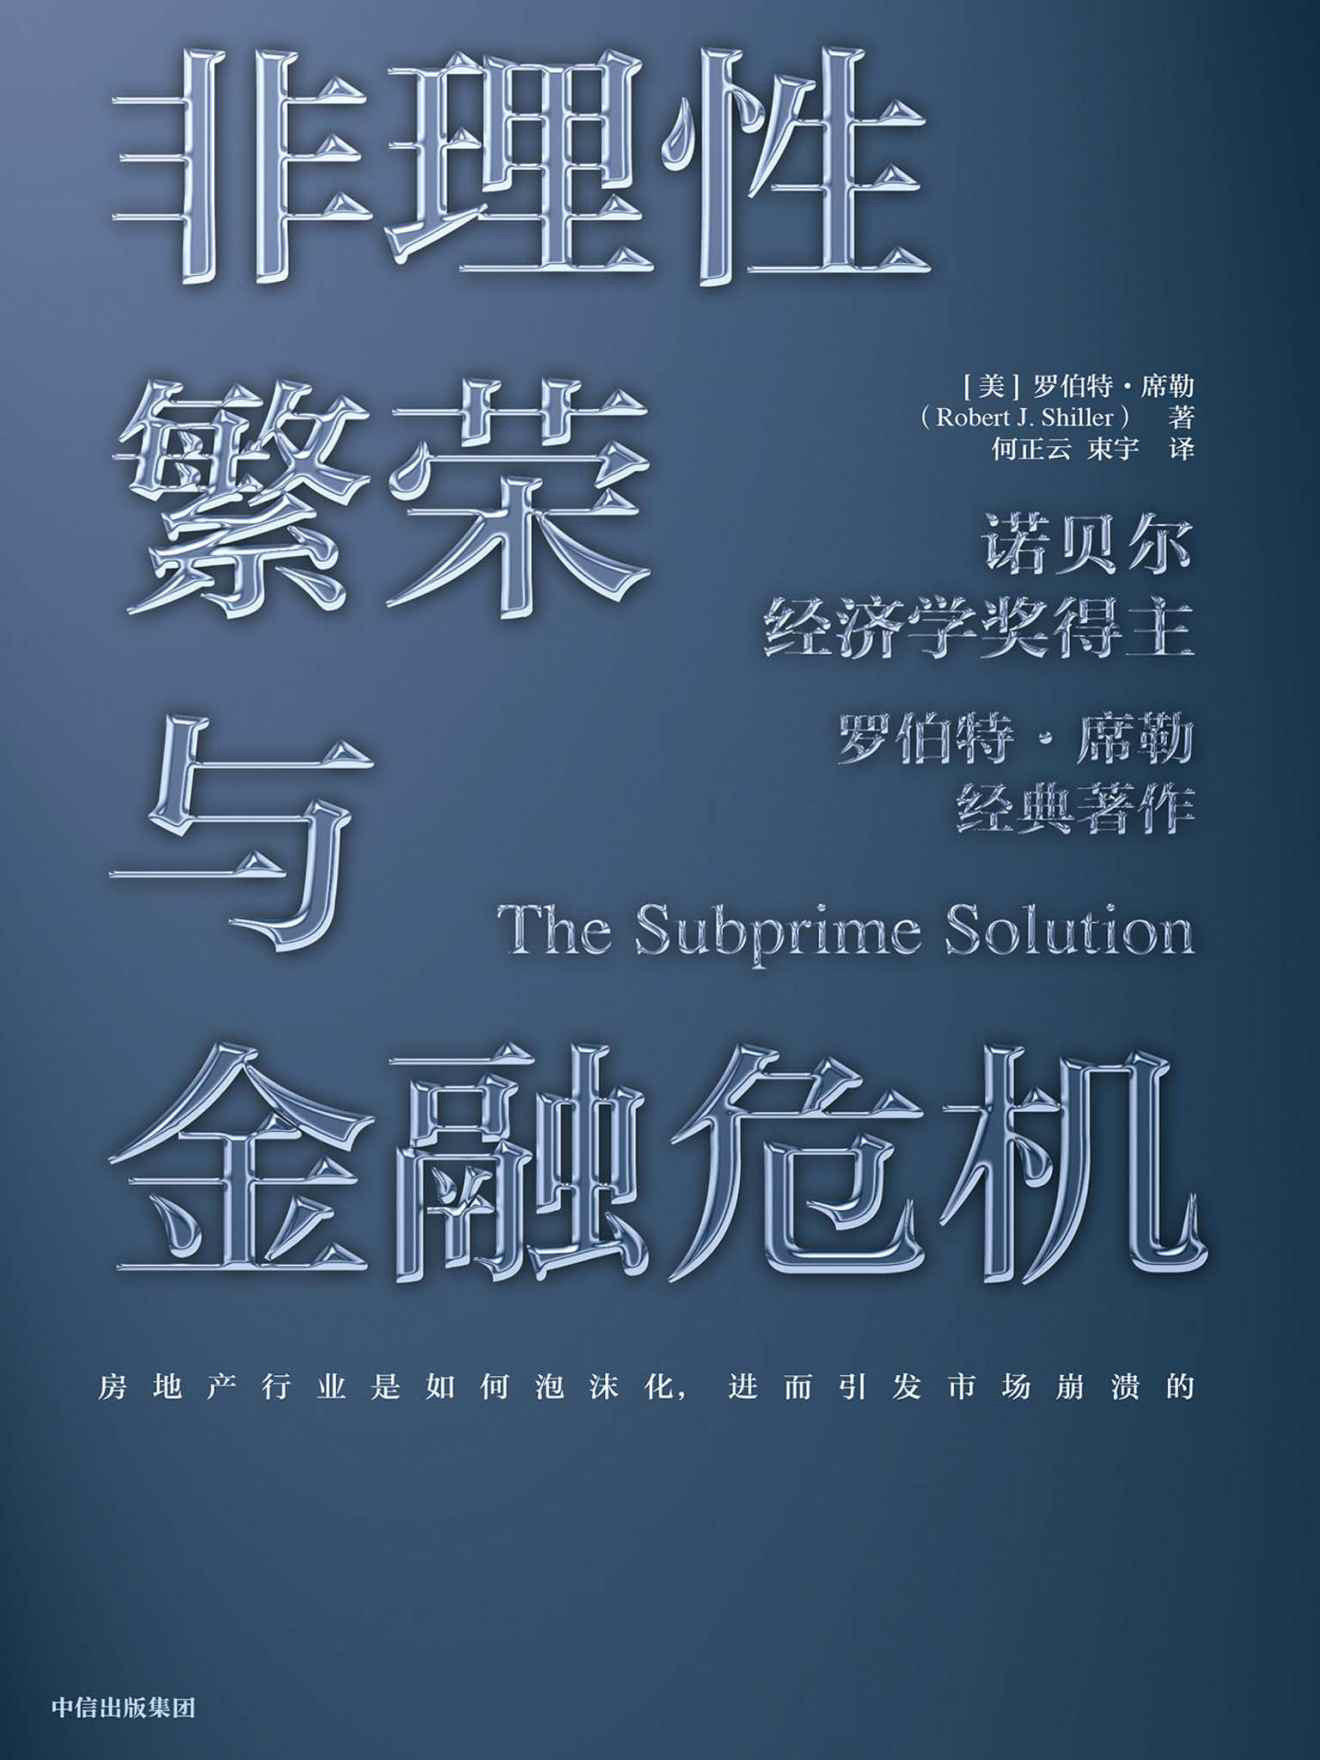 非理性
繁荣
[美] 罗伯特·席勒
（Robert J. Shiller） 著
何正云 束宇 译
诺贝尔
经济学奖得主
罗伯特·席勒
经典著作
与
The Subprime Solution
金融危机
房地产行业是如何泡沫化,进而引发市场崩溃的
中信出版集团